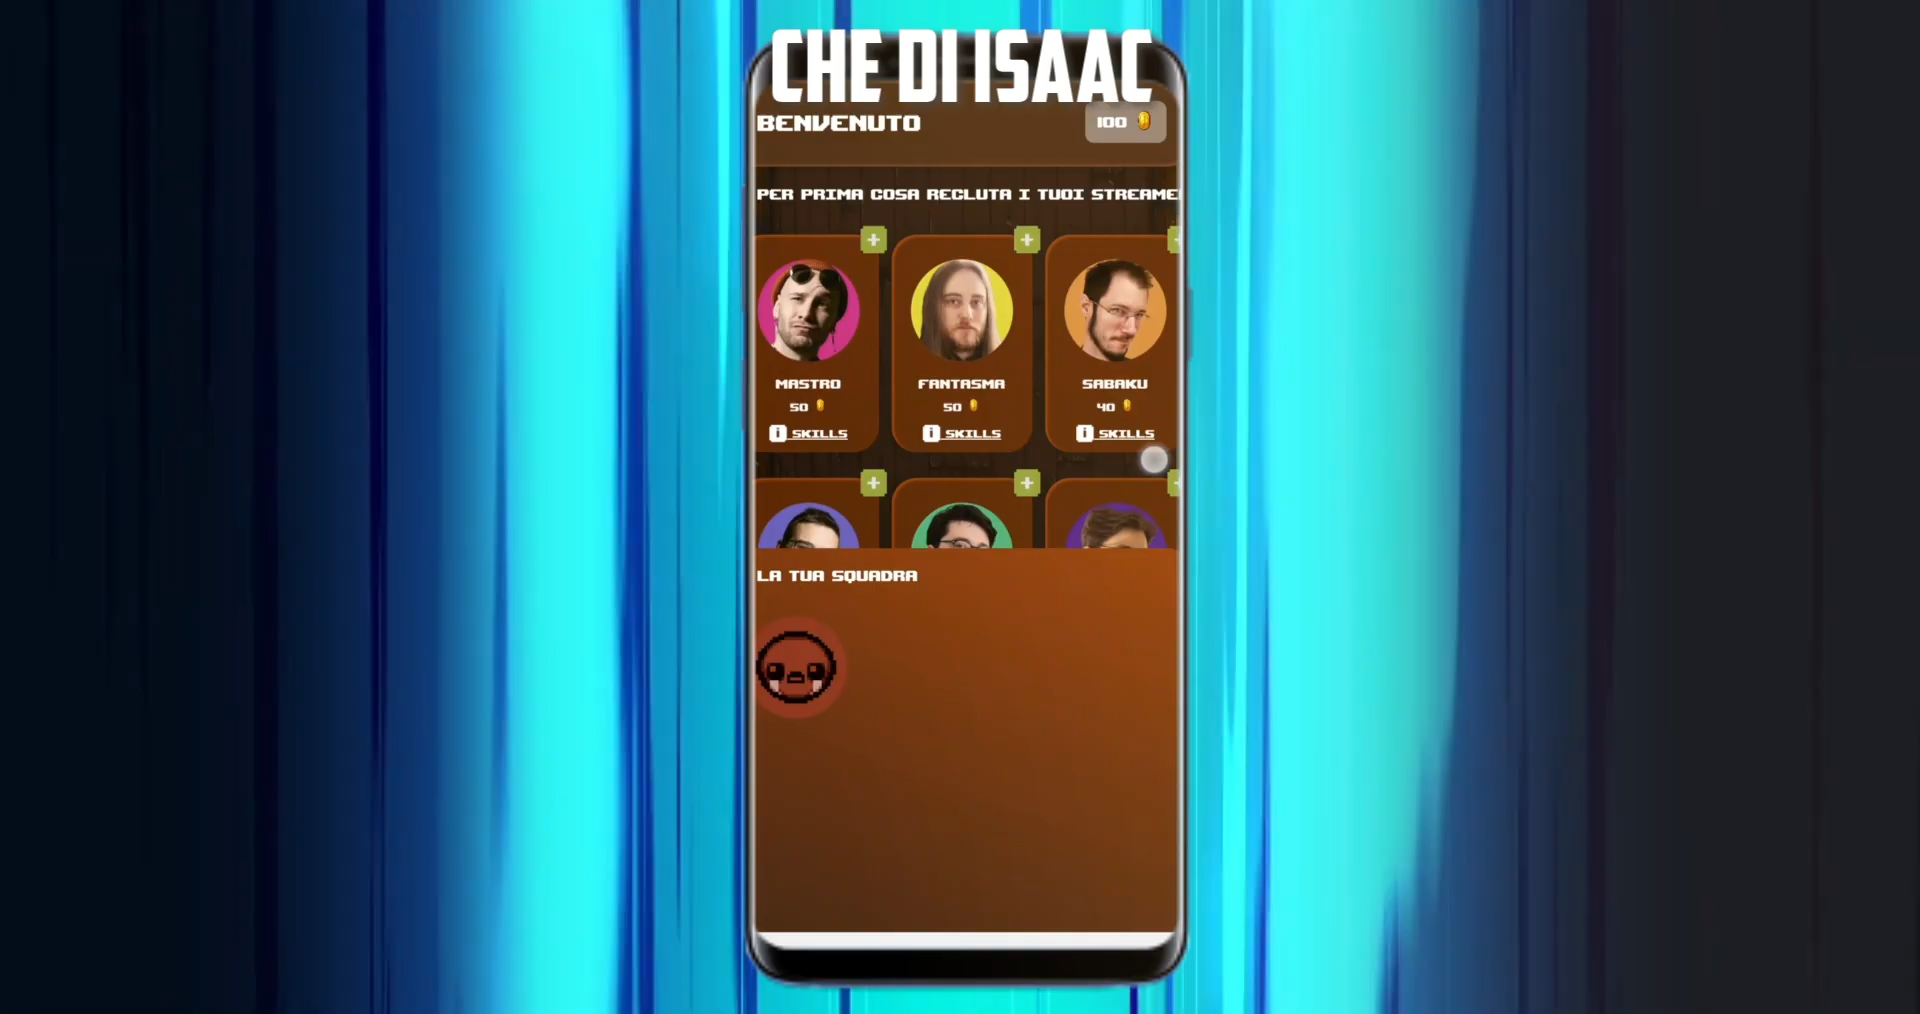 CHE DI ISAAC
BENVENUTO
100
PER PRIMA COSA RECLUTA I TUOI STREAME
MASTRO
FANTASMA
SABAKU
50
50
40
i SKILLS
i SKILLS
i SKILLS
LA TUA SQUADRA